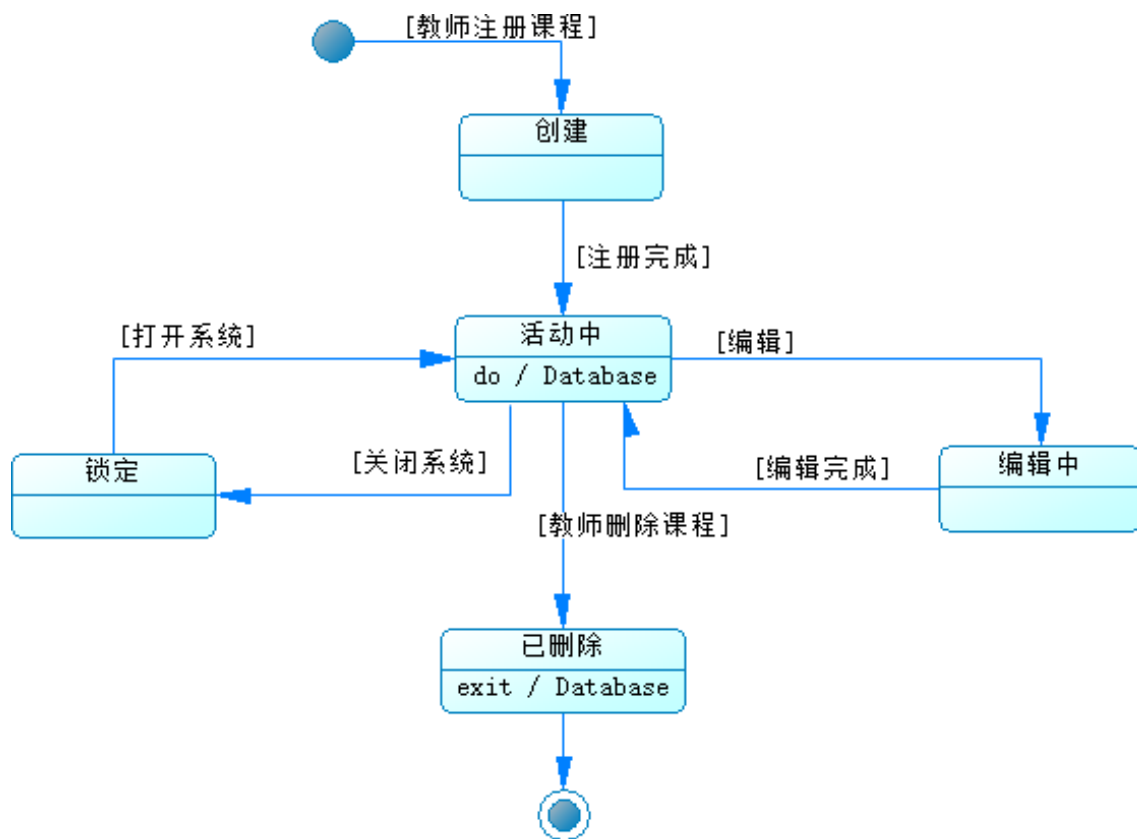 [教师注册课程]
创建
[注册完成]
[打开系统]
活动中
[编辑]
do / Database
锁定
[关闭系统]
[编辑完成]
编辑中
[教师删除课程]
已删除
exit / Database